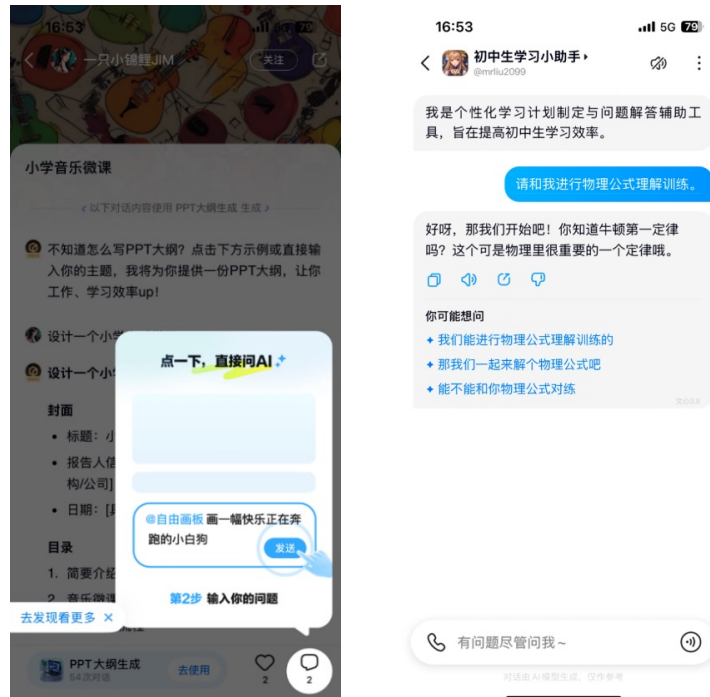 16:53
5G 79
一只小锦鲤JIM
关注
小学音乐微课
以下对话内容使用 PPT大纲生成 生成
不知道怎么写PPT大纲？点击下方示例或直接输
入你的主题，我将为你提供一份PPT大纲，让你
工作、学习效率up！
设计一个小学
设计一个小
封面
• 标题：小
• 报告人信
构/公司]
• 日期：[
目录
1. 简要介绍
2. 音乐微课
点一下，直接问AI
@自由画板 画一幅快乐正在奔
跑的小白狗
发送
第2步 输入你的问题
去发现看更多 ×
PPT大纲生成
54次对话
去使用
2
2
16:53
5G 79
初中生学习小助手
@mrliu2099
我是个性化学习计划制定与问题解答辅助工
具，旨在提高初中生学习效率。
请和我进行物理公式理解训练。
好呀，那我们开始吧！你知道牛顿第一定律
吗？这个可是物理里很重要的一个定律哦。
你可能想问
我们能进行物理公式理解训练的
那我们一起来解个物理公式吧
能不能和你物理公式对练
有问题尽管问我～
对话由AI模型生成，仅作参考